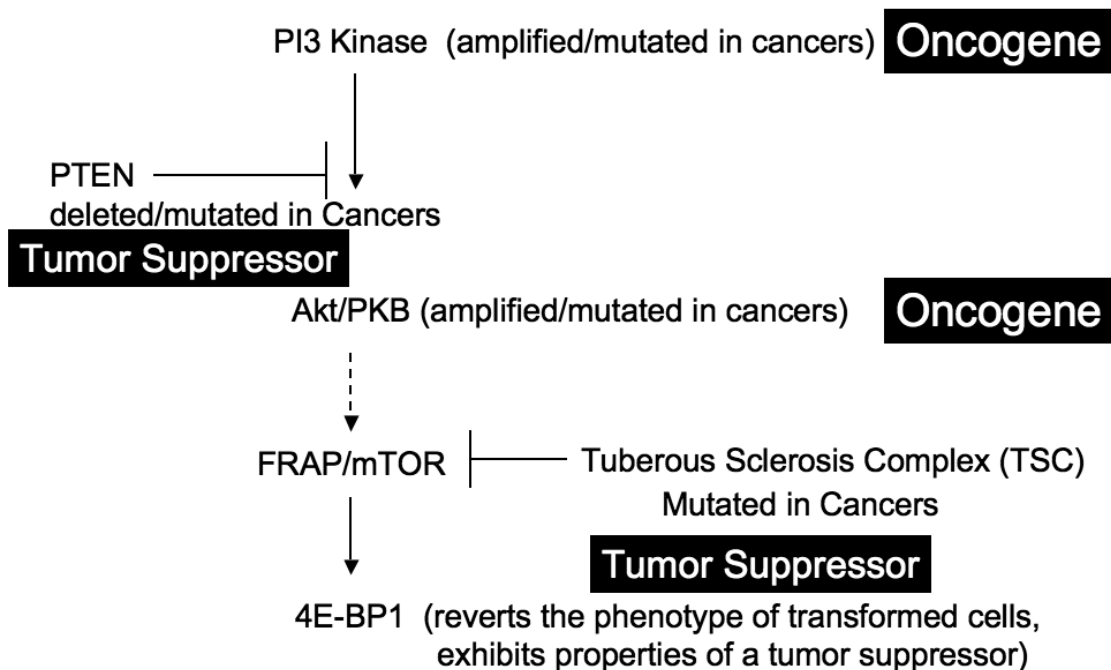 PI3 Kinase (amplified/mutated in cancers)
Oncogene
PTEN
deleted/mutated in Cancers
Tumor Suppressor
Akt/PKB (amplified/mutated in cancers)
Oncogene
FRAP/mTOR
Tuberous Sclerosis Complex (TSC)
Mutated in Cancers
Tumor Suppressor
4E-BP1 (reverts the phenotype of transformed cells,
exhibits properties of a tumor suppressor)